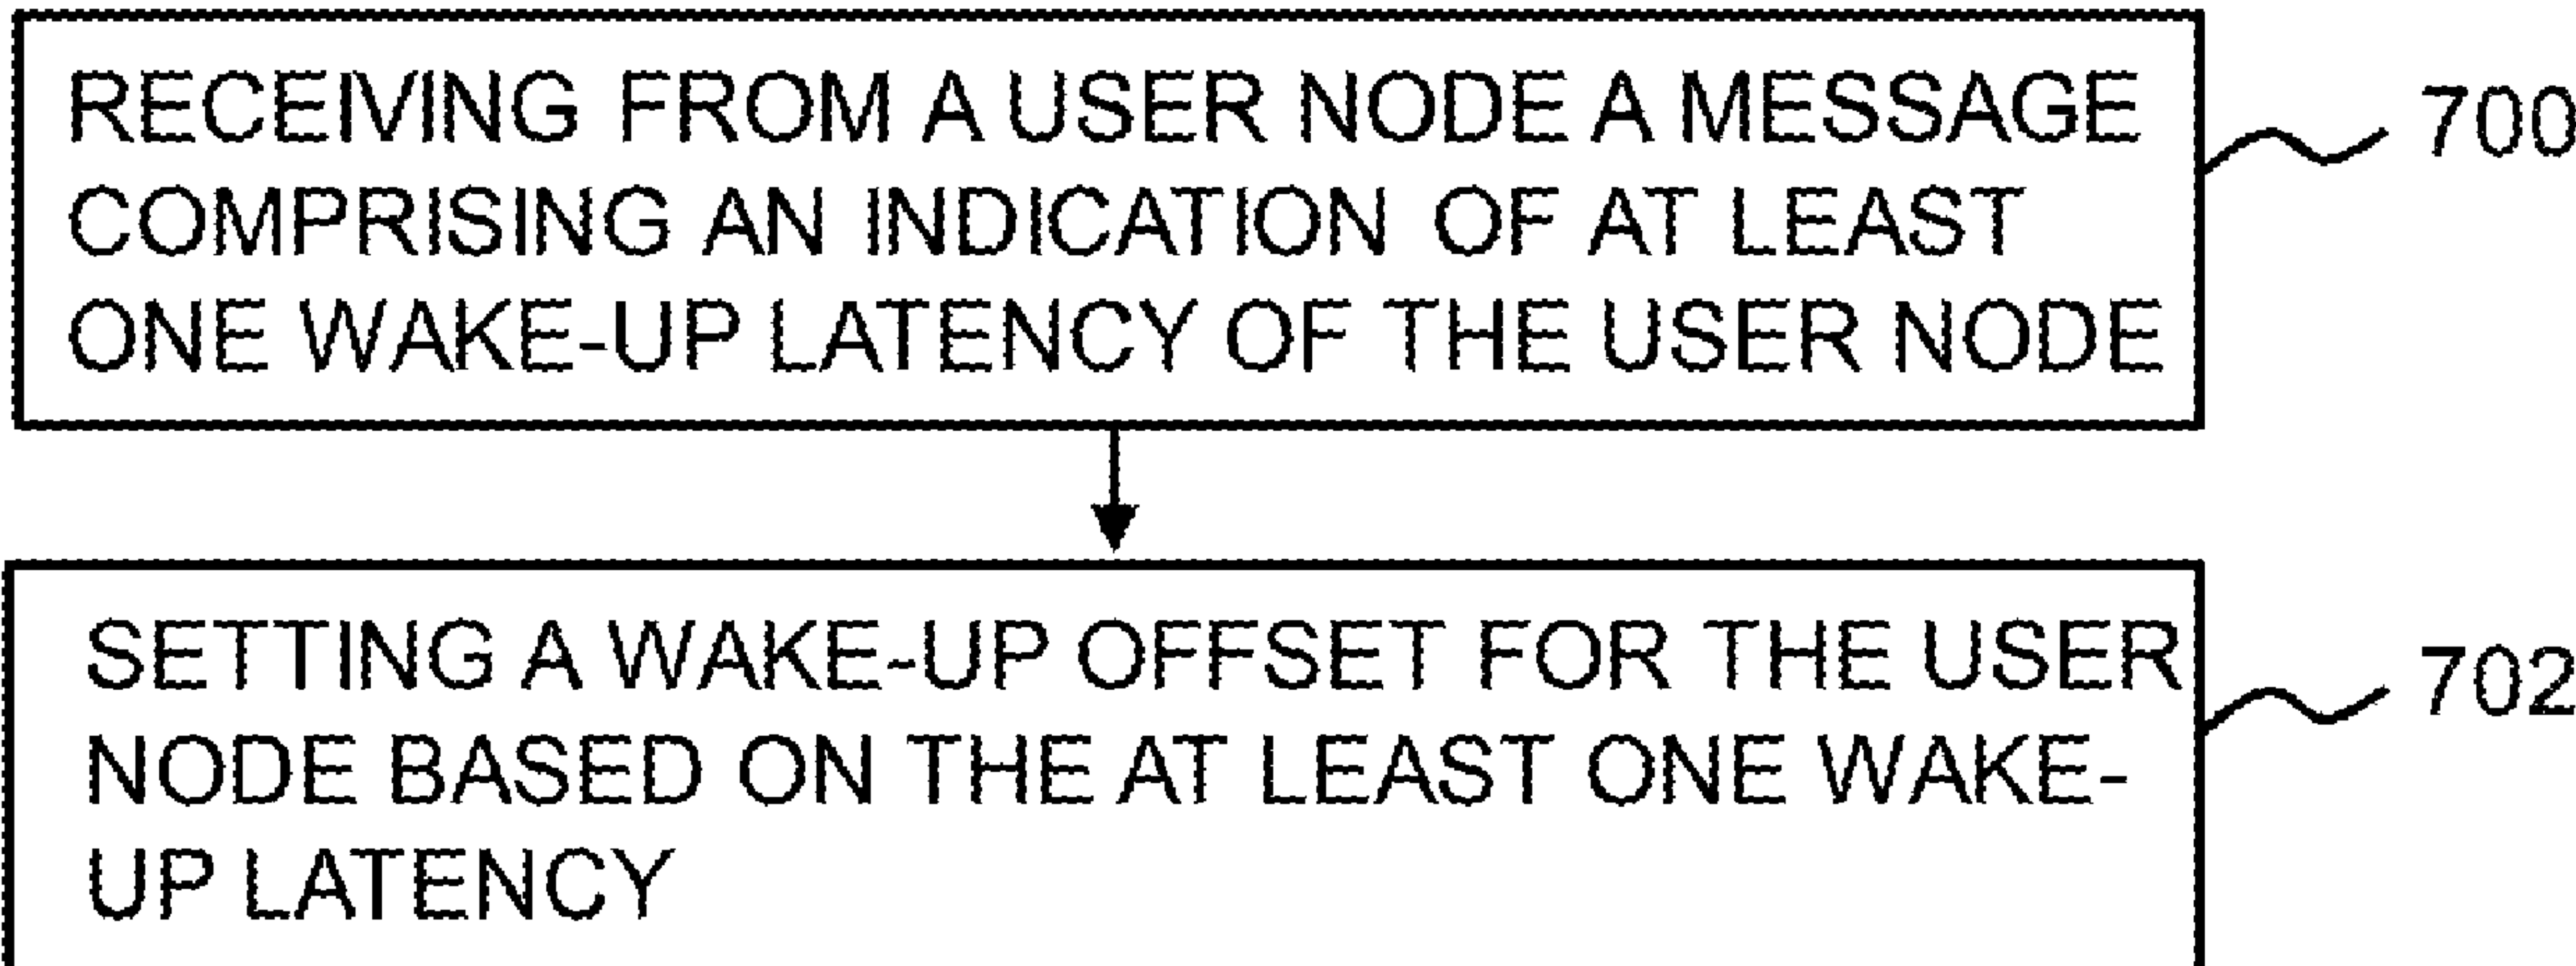 RECEIVING FROM A USER NODE A MESSAGE
COMPRISING AN INDICATION OF AT LEAST
ONE WAKE-UP LATENCY OF THE USER NODE
700
SETTING A WAKE-UP OFFSET FOR THE USER
NODE BASED ON THE AT LEAST ONE WAKE-
UP LATENCY
702